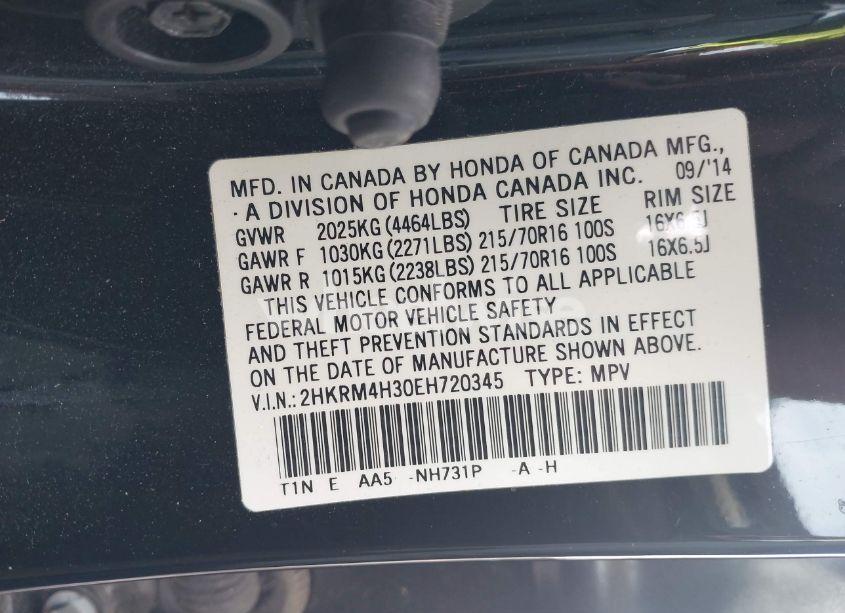 MFD. IN CANADA BY HONDA OF CANADA MFG.,
· A DIVISION OF HONDA CANADA INC. 09/'14
GVWR 2025KG (4464LBS) TIRE SIZE RIM SIZE
GAWR F 1030KG (2271LBS) 215/70R16 100S 16X6.5J
GAWR R 1015KG (2238LBS) 215/70R16 100S 16X6.5J
THIS VEHICLE CONFORMS TO ALL APPLICABLE
FEDERAL MOTOR VEHICLE SAFETY
AND THEFT PREVENTION STANDARDS IN EFFECT
ON THE DATE OF MANUFACTURE SHOWN ABOVE.
V.I.N.: 2HKRM4H30EH720345 TYPE: MPV
T1N E AA5 -NH731P -A -H